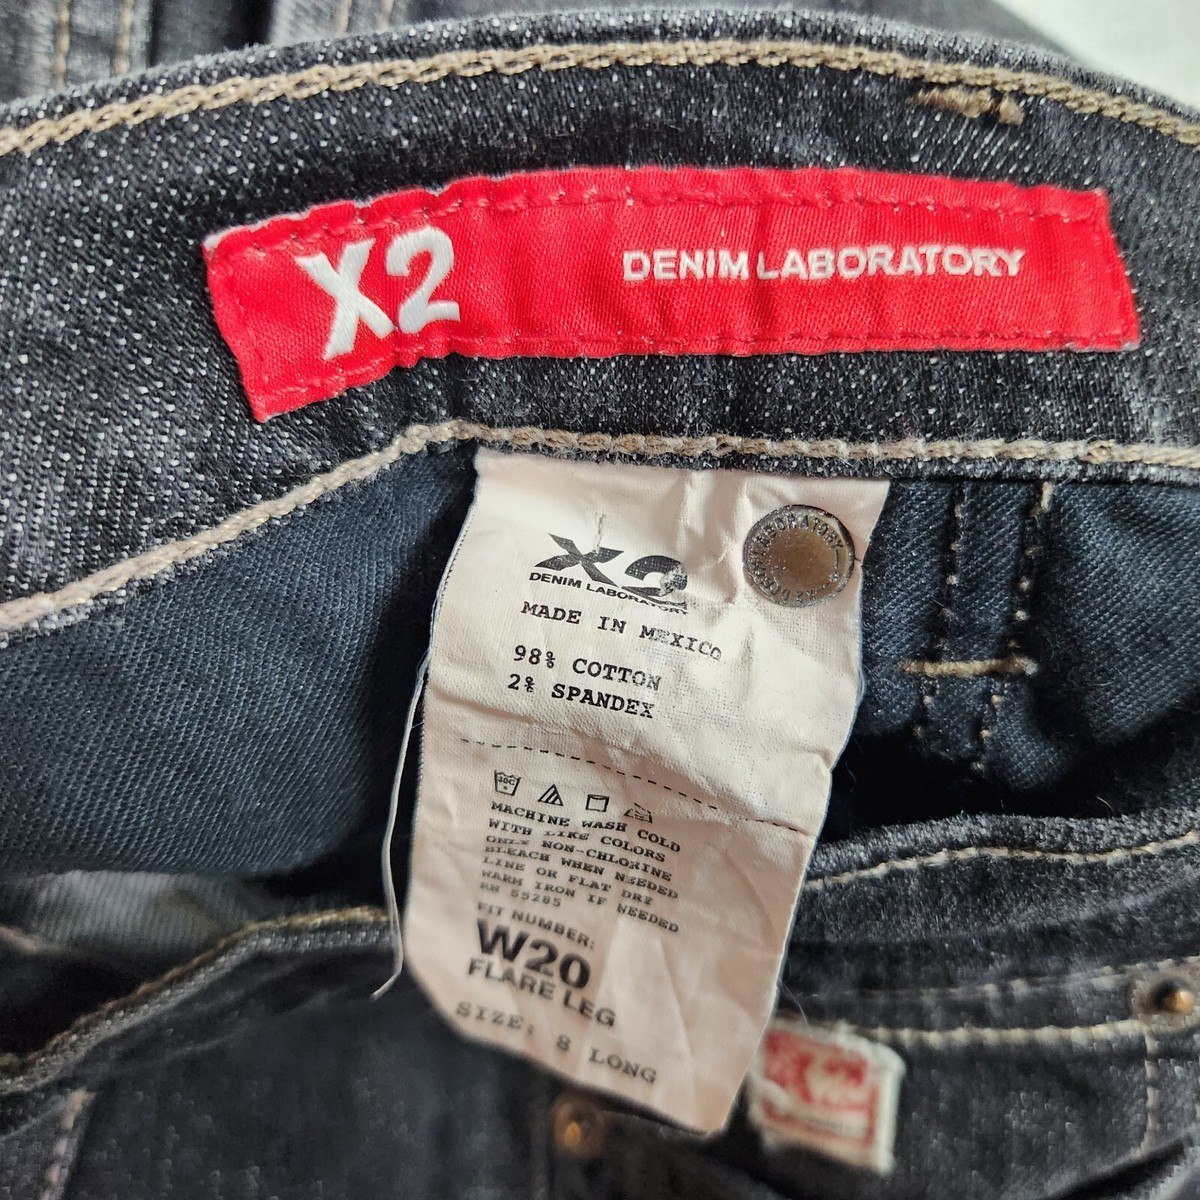 X2
DENIM LABORATORY
X2
DENIM LABORATORY
MADE IN MEXICO
98% COTTON
2% SPANDEX
30C
MACHINE WASH COLD
WITH LIKE COLORS
ONLY NON-CHLORINE
BLEACH WHEN NEEDED
LINE OR FLAT DRY
WARM IRON IF NEEDED
RN 55285
FIT NUMBER:
W20
FLARE LEG
SIZE: 8 LONG